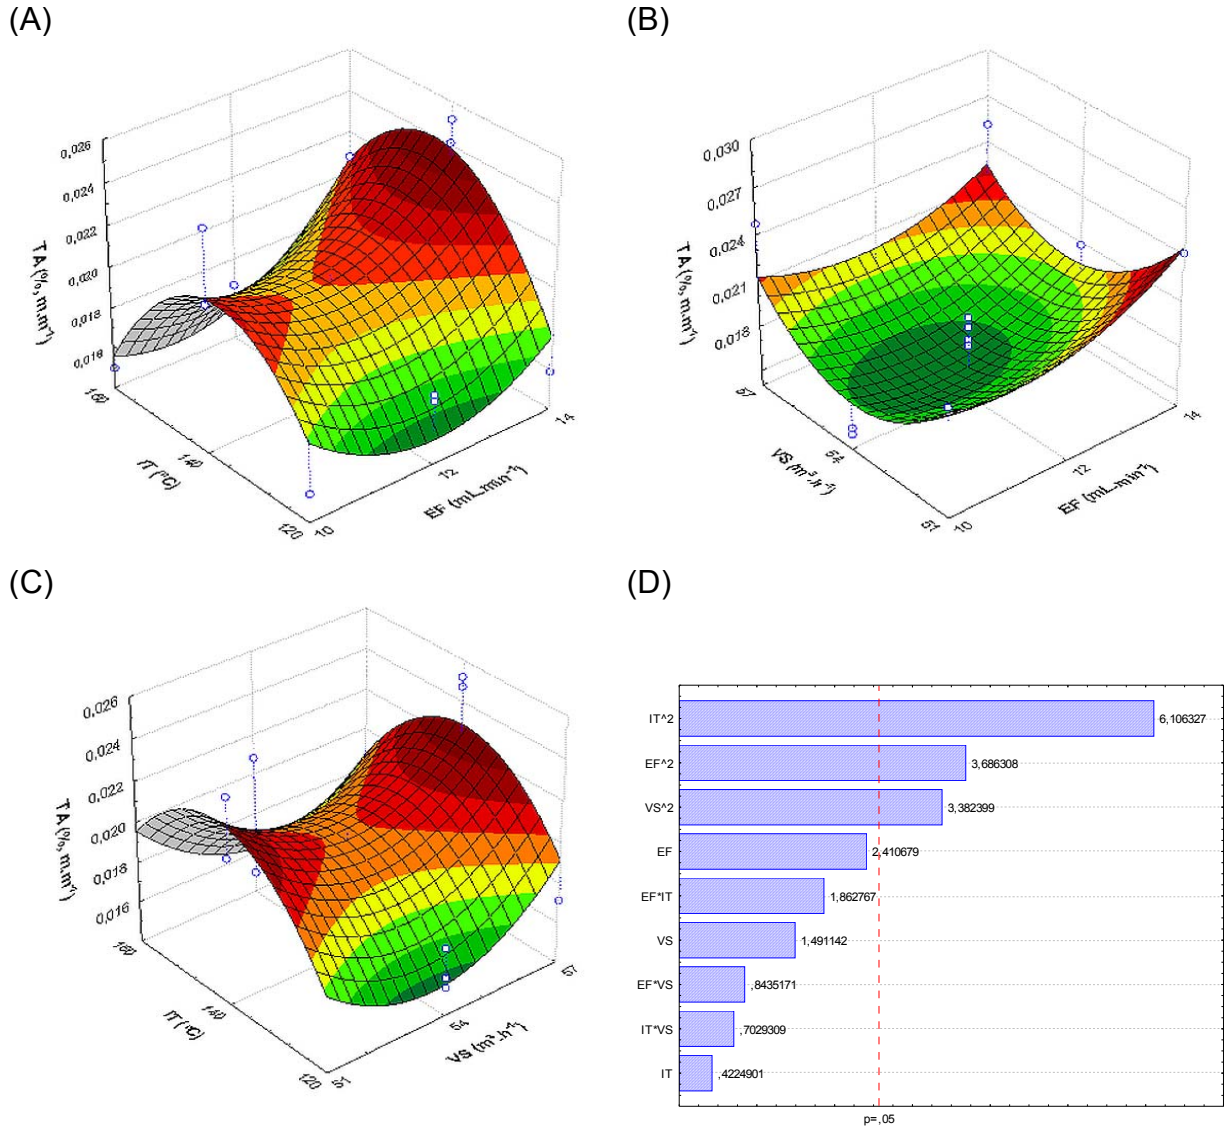 (A)
0,026
0,024
0,022
0,020
0,018
0,016
TA (%, m.m⁻¹)
160
140
120
IT (°C)
10
12
14
EF (mL.min⁻¹)
(B)
0,030
0,027
0,024
0,021
0,018
TA (%, m.m⁻¹)
57
54
51
VS (m³.h⁻¹)
10
12
14
EF (mL.min⁻¹)
(C)
0,026
0,024
0,022
0,020
0,018
0,016
TA (%, m.m⁻¹)
160
140
120
IT (°C)
51
54
57
VS (m³.h⁻¹)
(D)
IT^2 6,106327
EF^2 3,686308
VS^2 3,382399
EF 2,410679
EF*IT 1,862767
VS 1,491142
EF*VS ,8435171
IT*VS ,7029309
IT ,4224901
p=,05